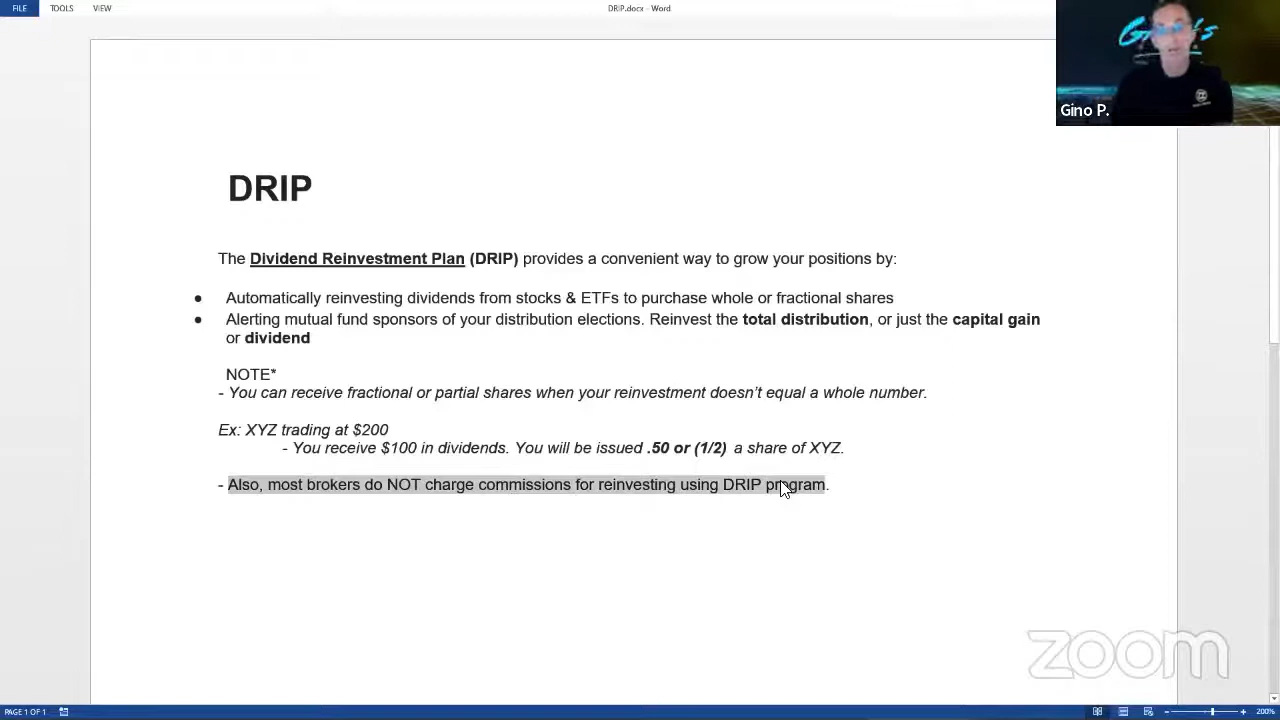 FILE TOOLS VIEW
DRIP.docx - Word
Gino P.
DRIP
The Dividend Reinvestment Plan (DRIP) provides a convenient way to grow your positions by:
● Automatically reinvesting dividends from stocks & ETFs to purchase whole or fractional shares
● Alerting mutual fund sponsors of your distribution elections. Reinvest the total distribution, or just the capital gain
or dividend
NOTE*
- You can receive fractional or partial shares when your reinvestment doesn’t equal a whole number.
Ex: XYZ trading at $200
- You receive $100 in dividends. You will be issued .50 or (1/2) a share of XYZ.
- Also, most brokers do NOT charge commissions for reinvesting using DRIP program.
zoom
PAGE 1 OF 1
200%